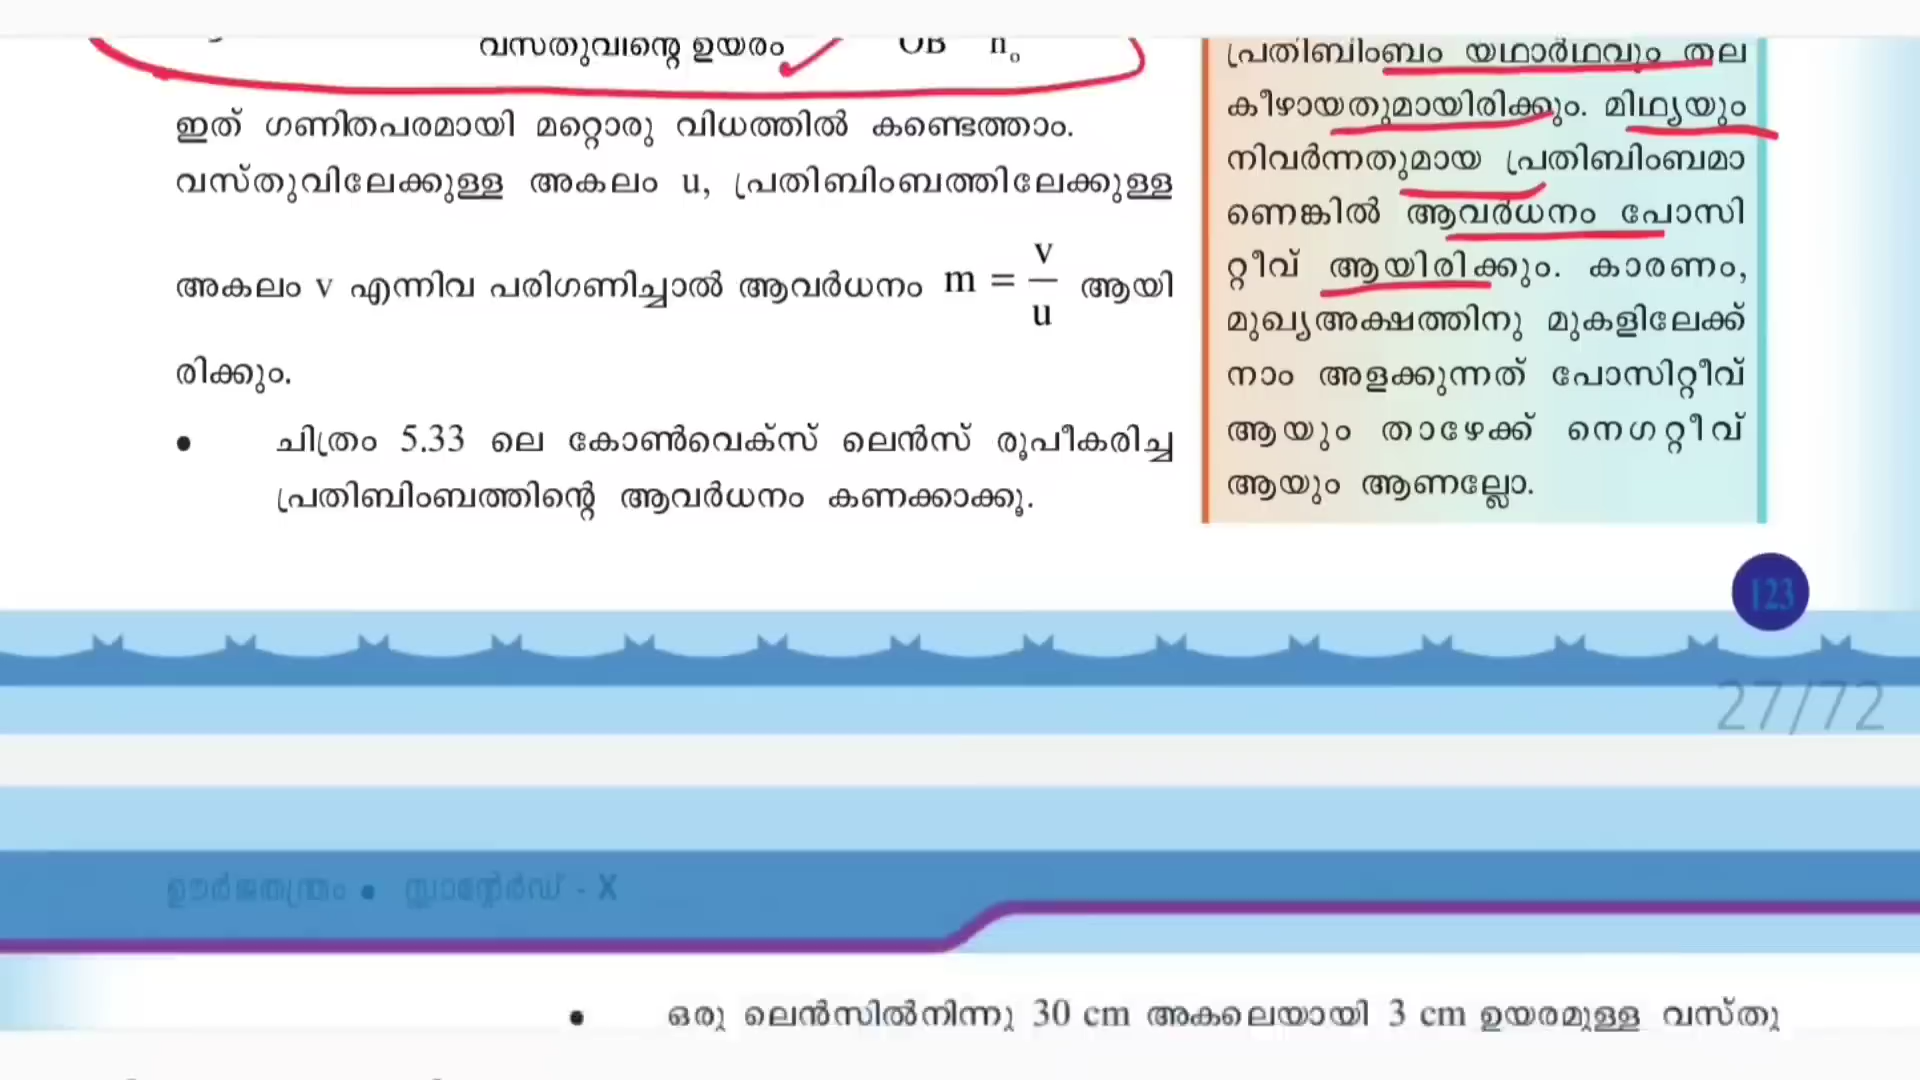 വസ്തുവിന്റെ ഉയരം OB h₀
ഇത് ഗണിതപരമായി മറ്റൊരു വിധത്തിൽ കണ്ടെത്താം.
വസ്തുവിലേക്കുള്ള അകലം u, പ്രതിബിംബത്തിലേക്കുള്ള
അകലം v എന്നിവ പരിഗണിച്ചാൽ ആവർധനം m = v/u ആയി
രിക്കും.
• ചിത്രം 5.33 ലെ കോൺവെക്സ് ലെൻസ് രൂപീകരിച്ച
പ്രതിബിംബത്തിന്റെ ആവർധനം കണക്കാക്കൂ.
പ്രതിബിംബം യഥാർഥവും തല
കീഴായതുമായിരിക്കും. മിഥ്യയും
നിവർന്നതുമായ പ്രതിബിംബമാ
ണെങ്കിൽ ആവർധനം പോസി
റ്റീവ് ആയിരിക്കും. കാരണം,
മുഖ്യഅക്ഷത്തിനു മുകളിലേക്ക്
നാം അളക്കുന്നത് പോസിറ്റീവ്
ആയും താഴേക്ക് നെഗറ്റീവ്
ആയും ആണല്ലോ.
123
27/72
ഊർജതന്ത്രം • സ്റ്റാന്റേർഡ് - X
• ഒരു ലെൻസിൽനിന്നു 30 cm അകലെയായി 3 cm ഉയരമുള്ള വസ്തു